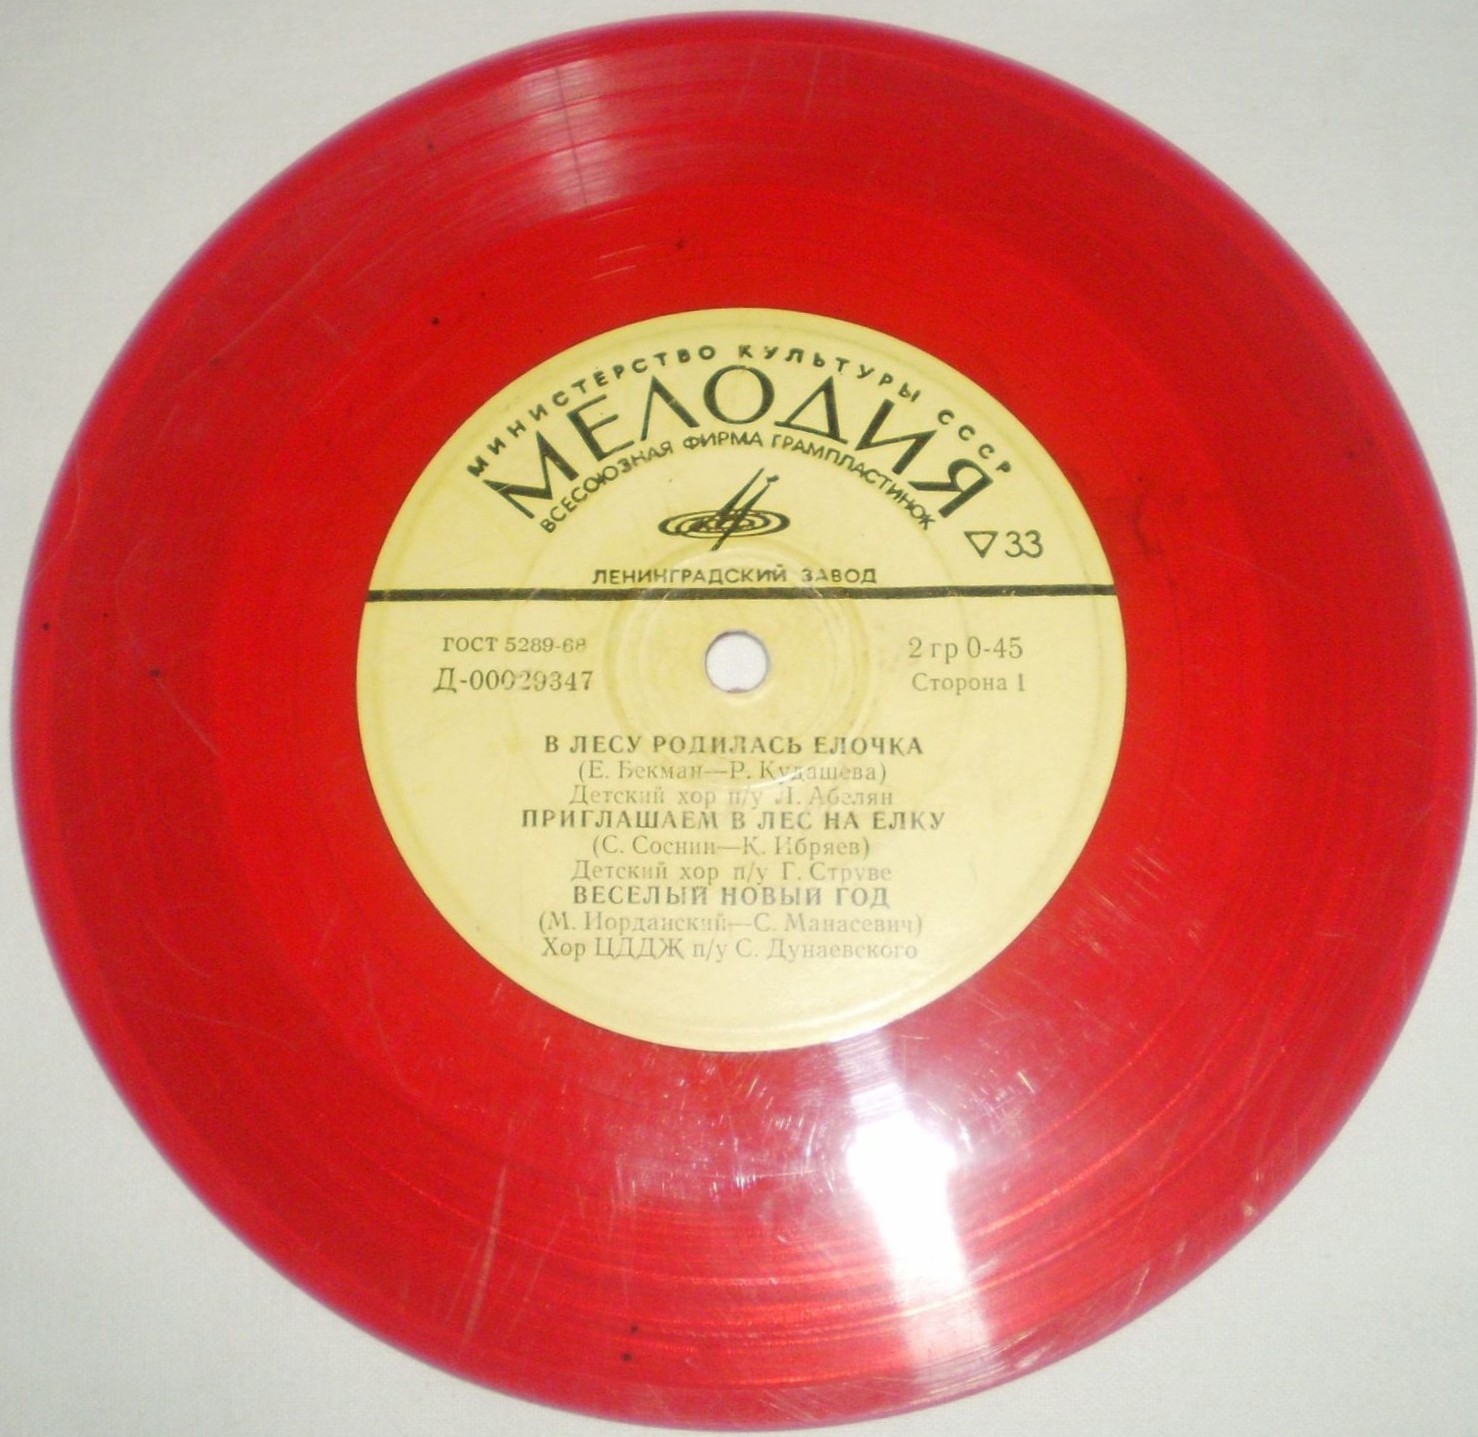 МИНИСТЕРСТВО КУЛЬТУРЫ СССР
МЕЛОДИЯ
ВСЕСОЮЗНАЯ ФИРМА ГРАМПЛАСТИНОК
▽33
ЛЕНИНГРАДСКИЙ ЗАВОД
ГОСТ 5289-68
2 гр 0-45
Д-00029347
Сторона 1
В ЛЕСУ РОДИЛАСЬ ЕЛОЧКА
(Е. Бекман—Р. Кудашева)
Детский хор п/у Л. Абелян
ПРИГЛАШАЕМ В ЛЕС НА ЕЛКУ
(С. Соснин—К. Ибряев)
Детский хор п/у Г. Струве
ВЕСЕЛЫЙ НОВЫЙ ГОД
(М. Иорданский—С. Манасевич)
Хор ЦДДЖ п/у С. Дунаевского